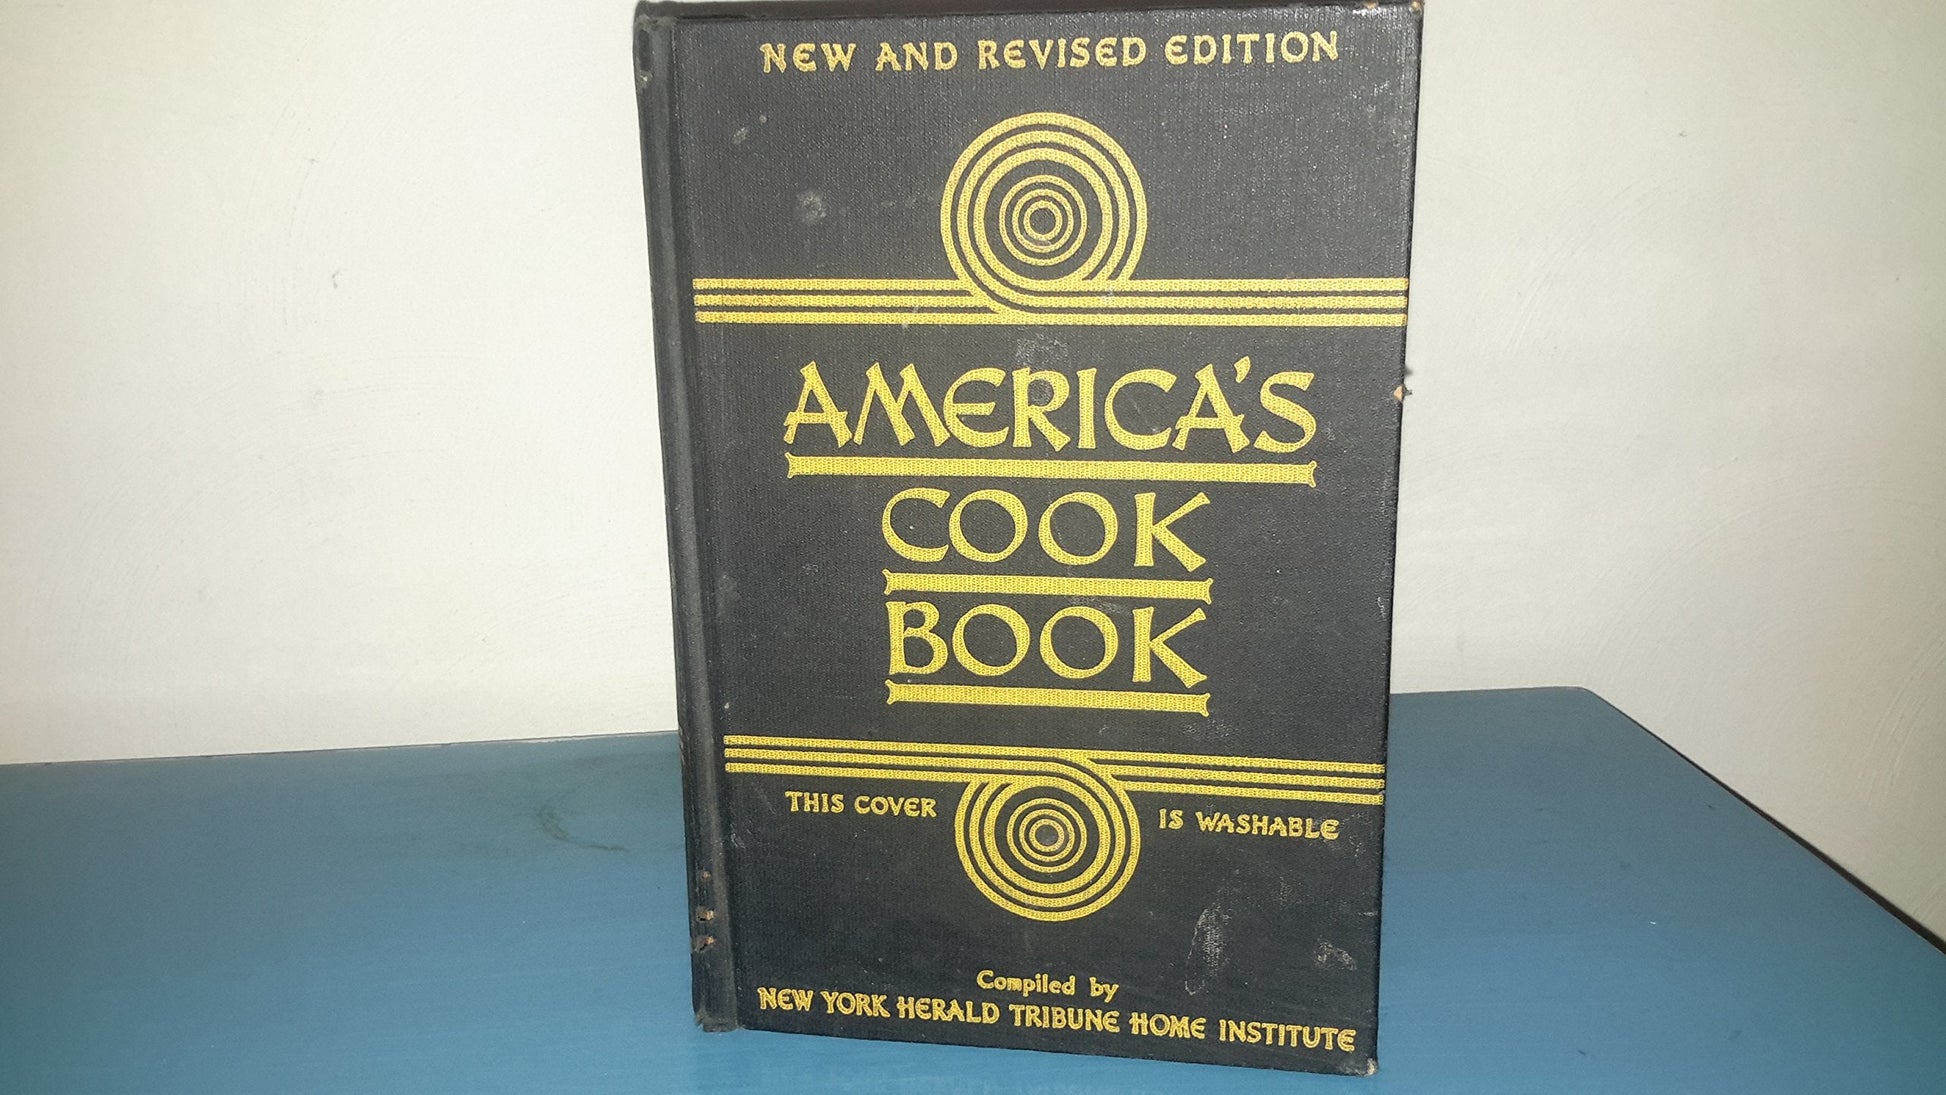 NEW AND REVISED EDITION
AMERICA'S
COOK
BOOK
THIS COVER IS WASHABLE
Compiled by
NEW YORK HERALD TRIBUNE HOME INSTITUTE